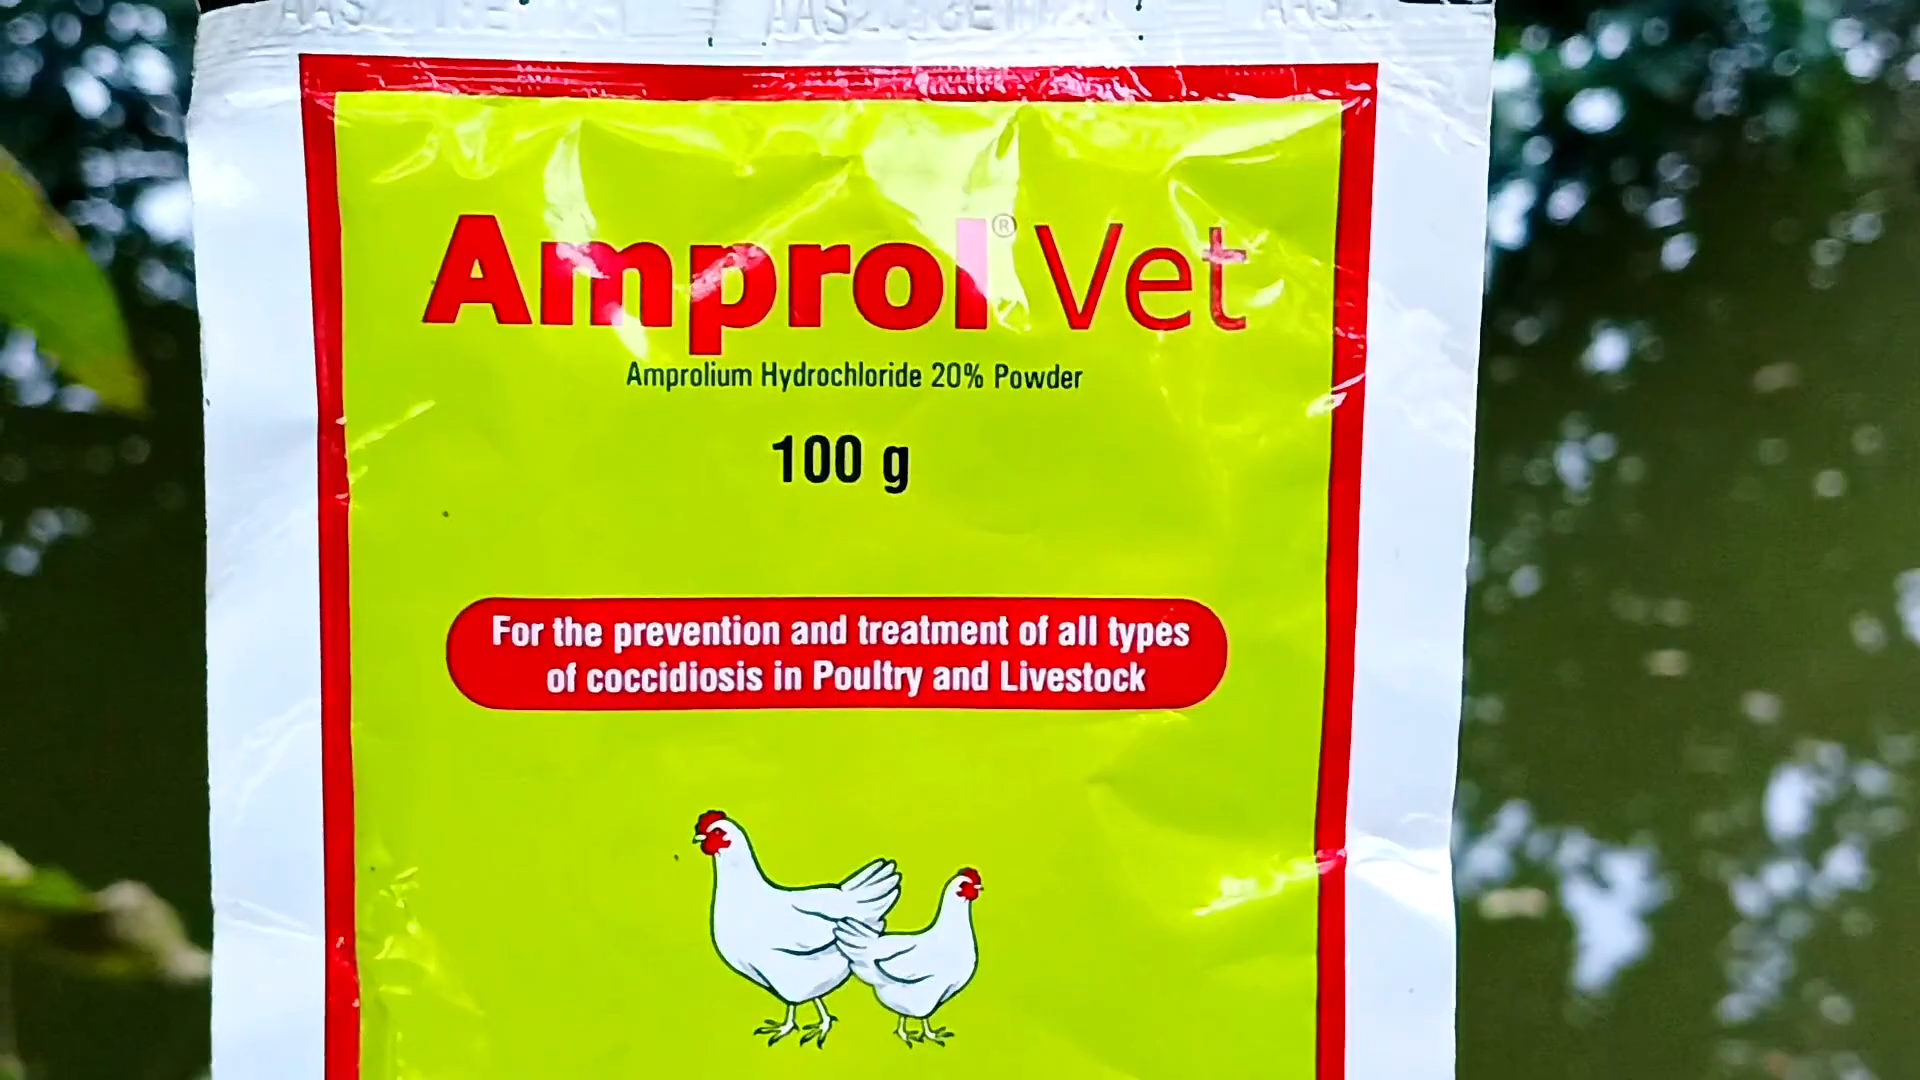 Amprol® Vet
Amprolium Hydrochloride 20% Powder
100 g
For the prevention and treatment of all types
of coccidiosis in Poultry and Livestock